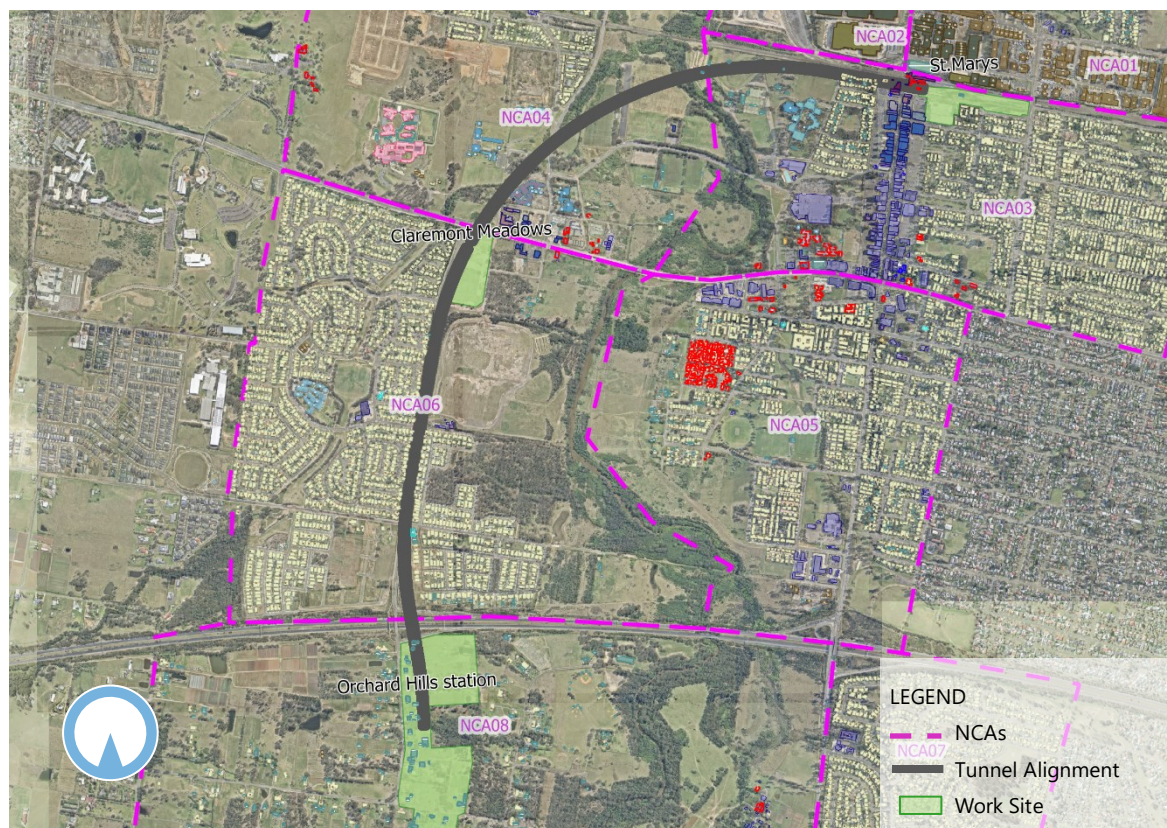 NCA02
St.Marys
NCA01
NCA04
NCA03
Claremont Meadows
NCA06
NCA05
Orchard Hills station
NCA08
LEGEND
NCAs
NCA07
Tunnel Alignment
Work Site